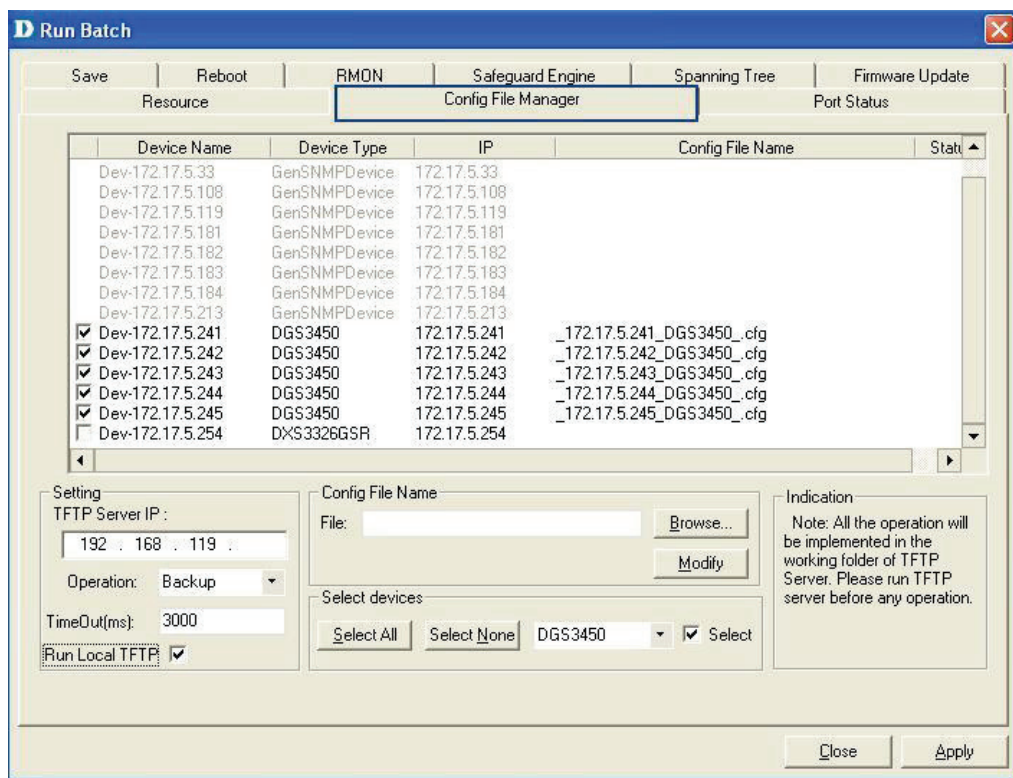 D Run Batch
Save Reboot RMON Safeguard Engine Spanning Tree Firmware Update
Resource Config File Manager Port Status
Device Name Device Type IP Config File Name Statu
Dev-172.17.5.33 GenSNMPDevice 172.17.5.33
Dev-172.17.5.108 GenSNMPDevice 172.17.5.108
Dev-172.17.5.119 GenSNMPDevice 172.17.5.119
Dev-172.17.5.181 GenSNMPDevice 172.17.5.181
Dev-172.17.5.182 GenSNMPDevice 172.17.5.182
Dev-172.17.5.183 GenSNMPDevice 172.17.5.183
Dev-172.17.5.184 GenSNMPDevice 172.17.5.184
Dev-172.17.5.213 GenSNMPDevice 172.17.5.213
Dev-172.17.5.241 DGS3450 172.17.5.241 _172.17.5.241_DGS3450_.cfg
Dev-172.17.5.242 DGS3450 172.17.5.242 _172.17.5.242_DGS3450_.cfg
Dev-172.17.5.243 DGS3450 172.17.5.243 _172.17.5.243_DGS3450_.cfg
Dev-172.17.5.244 DGS3450 172.17.5.244 _172.17.5.244_DGS3450_.cfg
Dev-172.17.5.245 DGS3450 172.17.5.245 _172.17.5.245_DGS3450_.cfg
Dev-172.17.5.254 DXS3326GSR 172.17.5.254
Setting
TFTP Server IP :
192 . 168 . 119 .
Operation: Backup
TimeOut(ms): 3000
Run Local TFTP
Config File Name
File: Browse...
Modify
Select devices
Select All Select None DGS3450 Select
Indication
Note: All the operation will
be implemented in the
working folder of TFTP
Server. Please run TFTP
server before any operation.
Close Apply